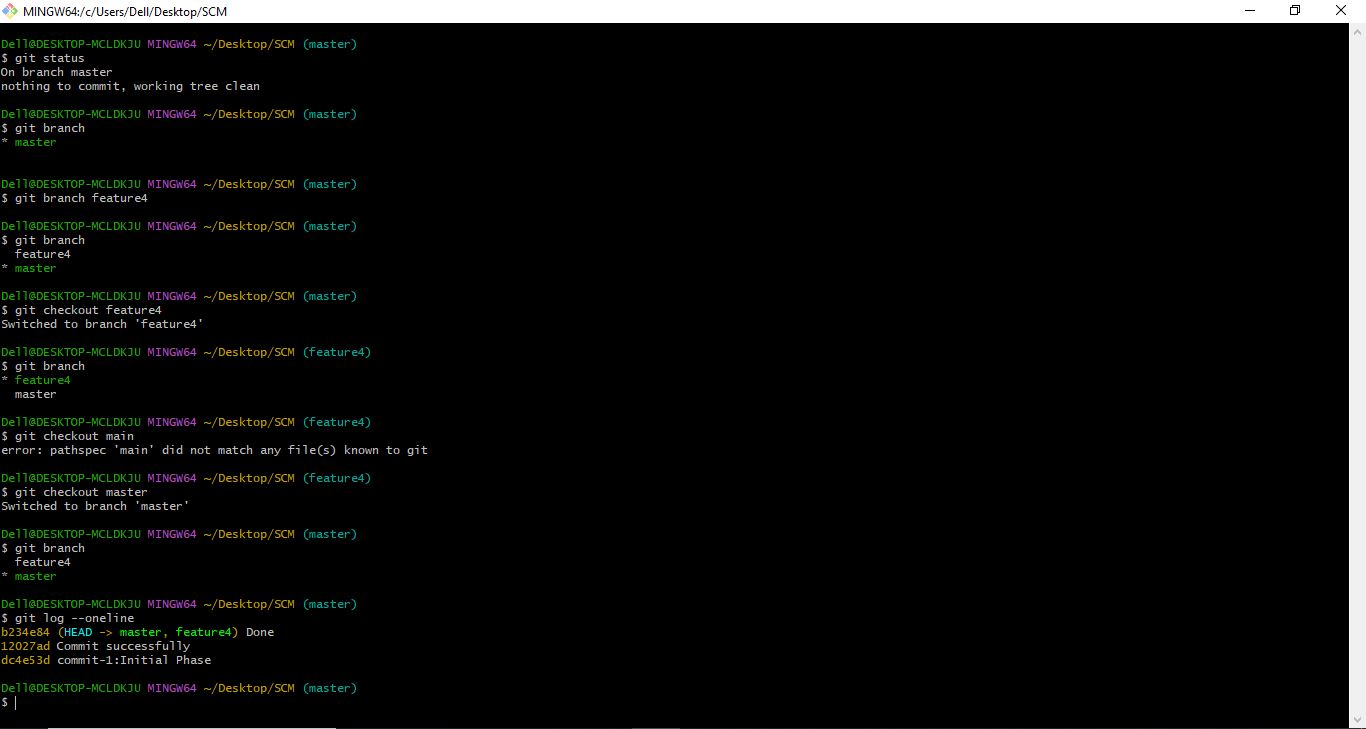 MINGW64:/c/Users/Dell/Desktop/SCM
Dell@DESKTOP-MCLDKJU MINGW64 ~/Desktop/SCM (master)
$ git status
On branch master
nothing to commit, working tree clean
Dell@DESKTOP-MCLDKJU MINGW64 ~/Desktop/SCM (master)
$ git branch
* master
Dell@DESKTOP-MCLDKJU MINGW64 ~/Desktop/SCM (master)
$ git branch feature4
Dell@DESKTOP-MCLDKJU MINGW64 ~/Desktop/SCM (master)
$ git branch
  feature4
* master
Dell@DESKTOP-MCLDKJU MINGW64 ~/Desktop/SCM (master)
$ git checkout feature4
Switched to branch 'feature4'
Dell@DESKTOP-MCLDKJU MINGW64 ~/Desktop/SCM (feature4)
$ git branch
* feature4
  master
Dell@DESKTOP-MCLDKJU MINGW64 ~/Desktop/SCM (feature4)
$ git checkout main
error: pathspec 'main' did not match any file(s) known to git
Dell@DESKTOP-MCLDKJU MINGW64 ~/Desktop/SCM (feature4)
$ git checkout master
Switched to branch 'master'
Dell@DESKTOP-MCLDKJU MINGW64 ~/Desktop/SCM (master)
$ git branch
  feature4
* master
Dell@DESKTOP-MCLDKJU MINGW64 ~/Desktop/SCM (master)
$ git log --oneline
b234e84 (HEAD -> master, feature4) Done
12027ad Commit successfully
dc4e53d commit-1:Initial Phase
Dell@DESKTOP-MCLDKJU MINGW64 ~/Desktop/SCM (master)
$